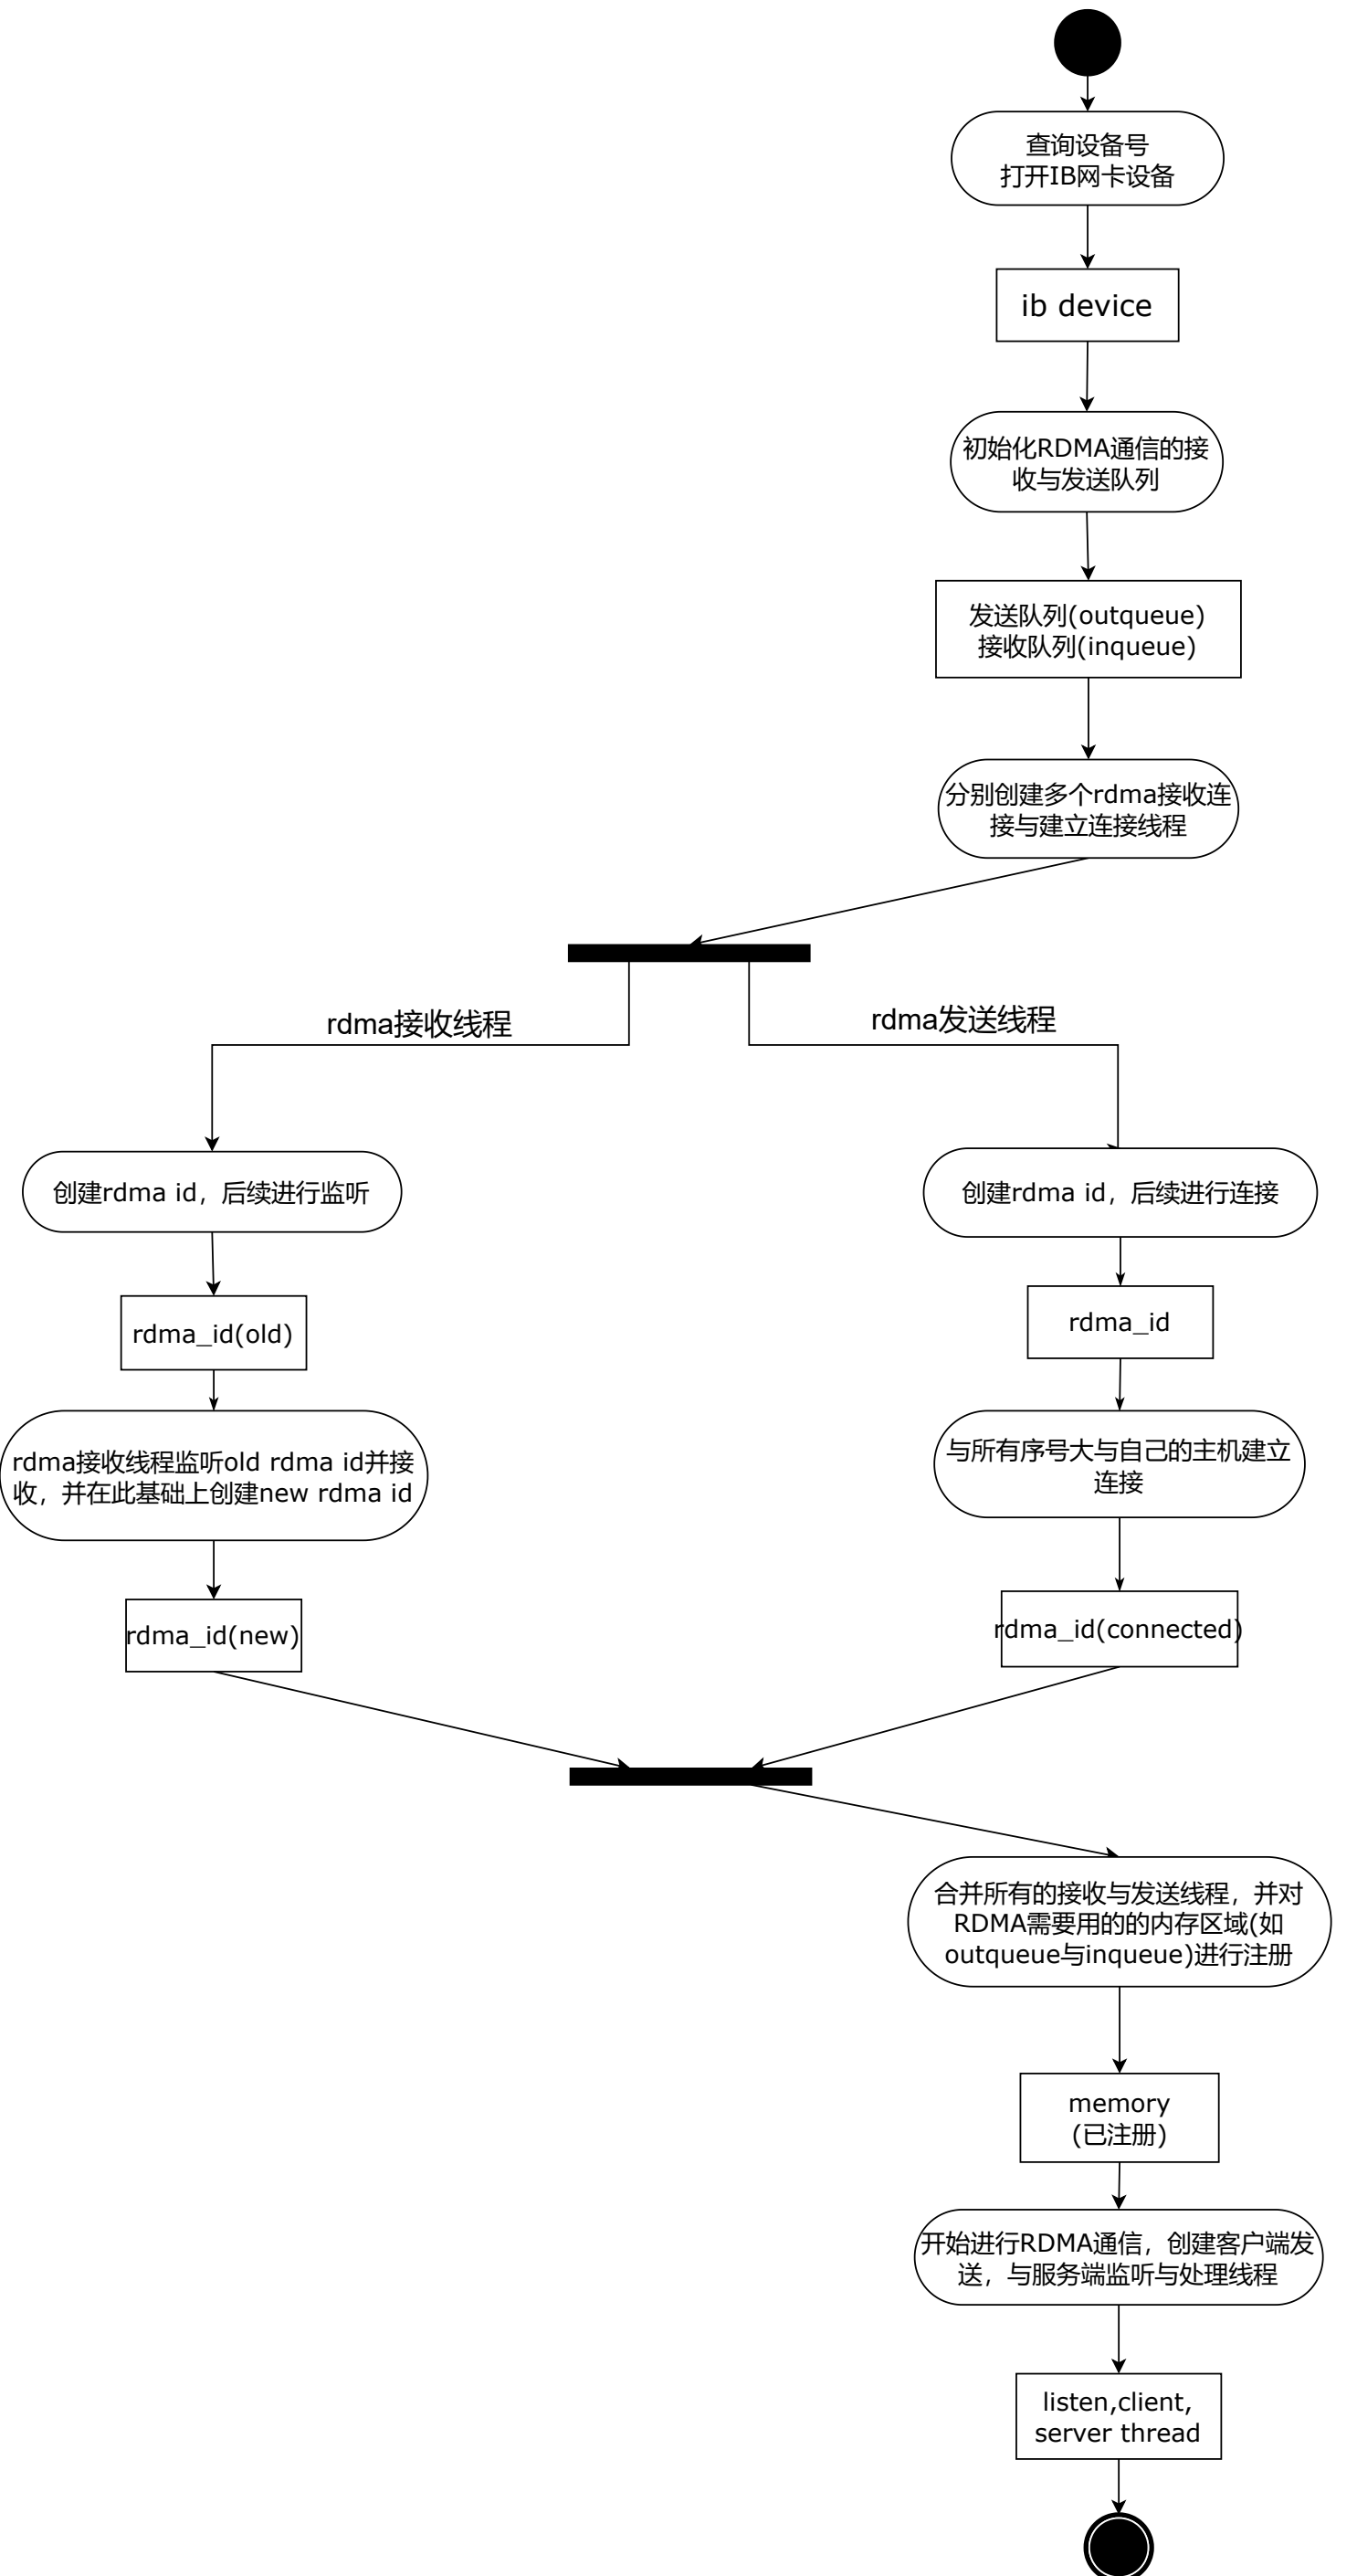 查询设备号
打开IB网卡设备
ib device
初始化RDMA通信的接
收与发送队列
发送队列(outqueue)
接收队列(inqueue)
分别创建多个rdma接收连
接与建立连接线程
rdma接收线程
rdma发送线程
创建rdma id，后续进行监听
rdma_id(old)
rdma接收线程监听old rdma id并接
收，并在此基础上创建new rdma id
rdma_id(new)
创建rdma id，后续进行连接
rdma_id
与所有序号大与自己的主机建立
连接
rdma_id(connected)
合并所有的接收与发送线程，并对
RDMA需要用的的内存区域(如
outqueue与inqueue)进行注册
memory
(已注册)
开始进行RDMA通信，创建客户端发
送，与服务端监听与处理线程
listen,client,
server thread